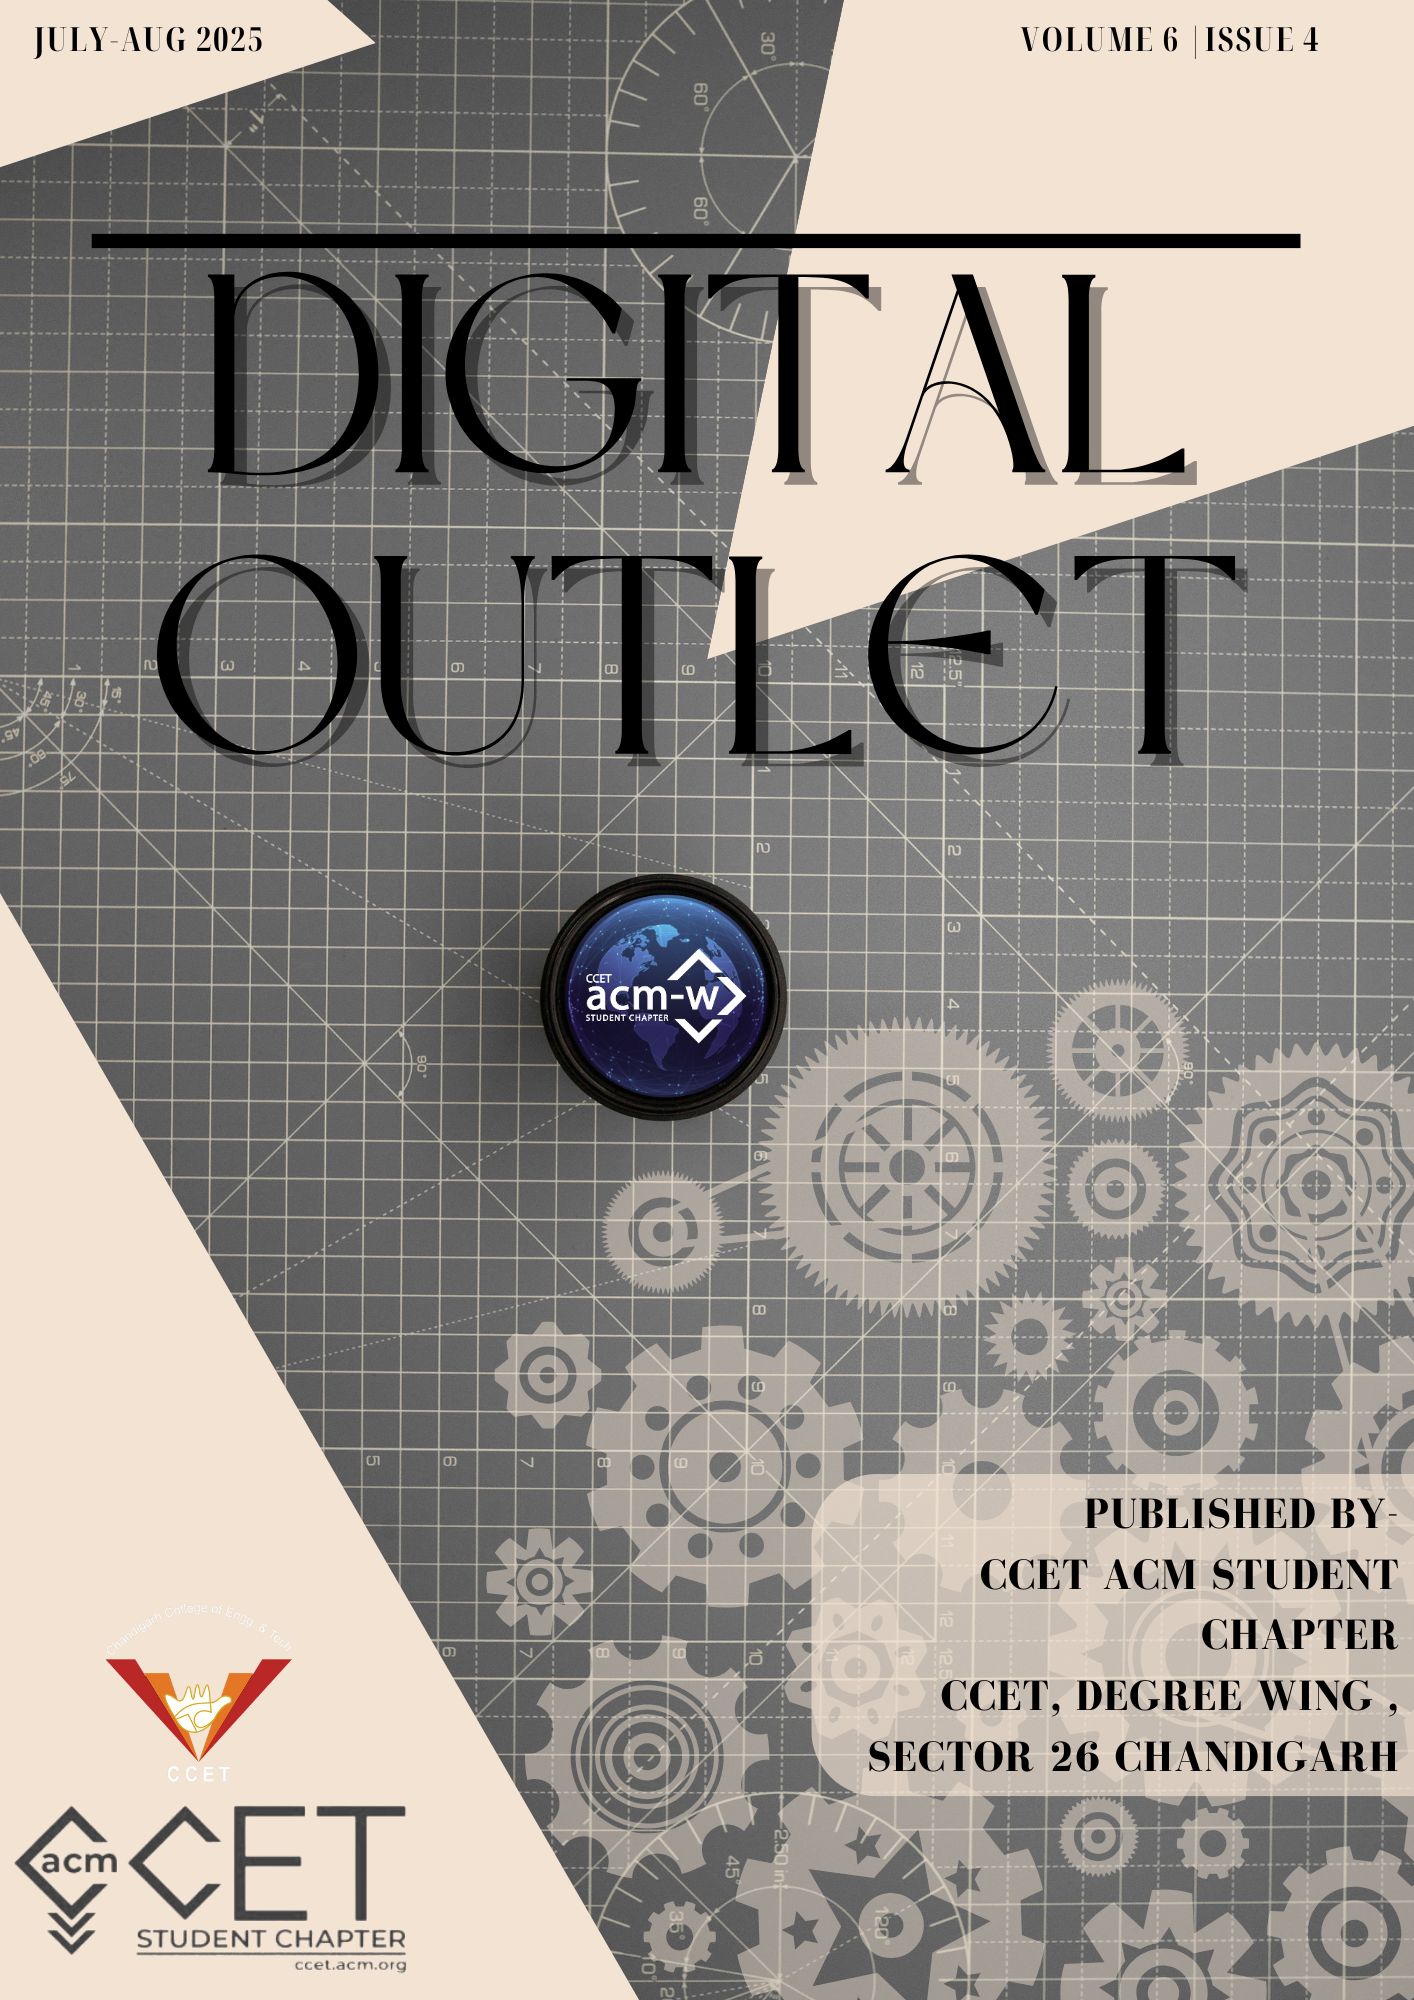 JULY-AUG 2025
VOLUME 6 | ISSUE 4
DIGITAL
OUTLET
CCET
acm-w
STUDENT CHAPTER
PUBLISHED BY-
CCET ACM STUDENT
CHAPTER
CCET, DEGREE WING ,
SECTOR 26 CHANDIGARH
Chandigarh College of Engg. & Tech
CCET
acm
CCET
STUDENT CHAPTER
ccet.acm.org